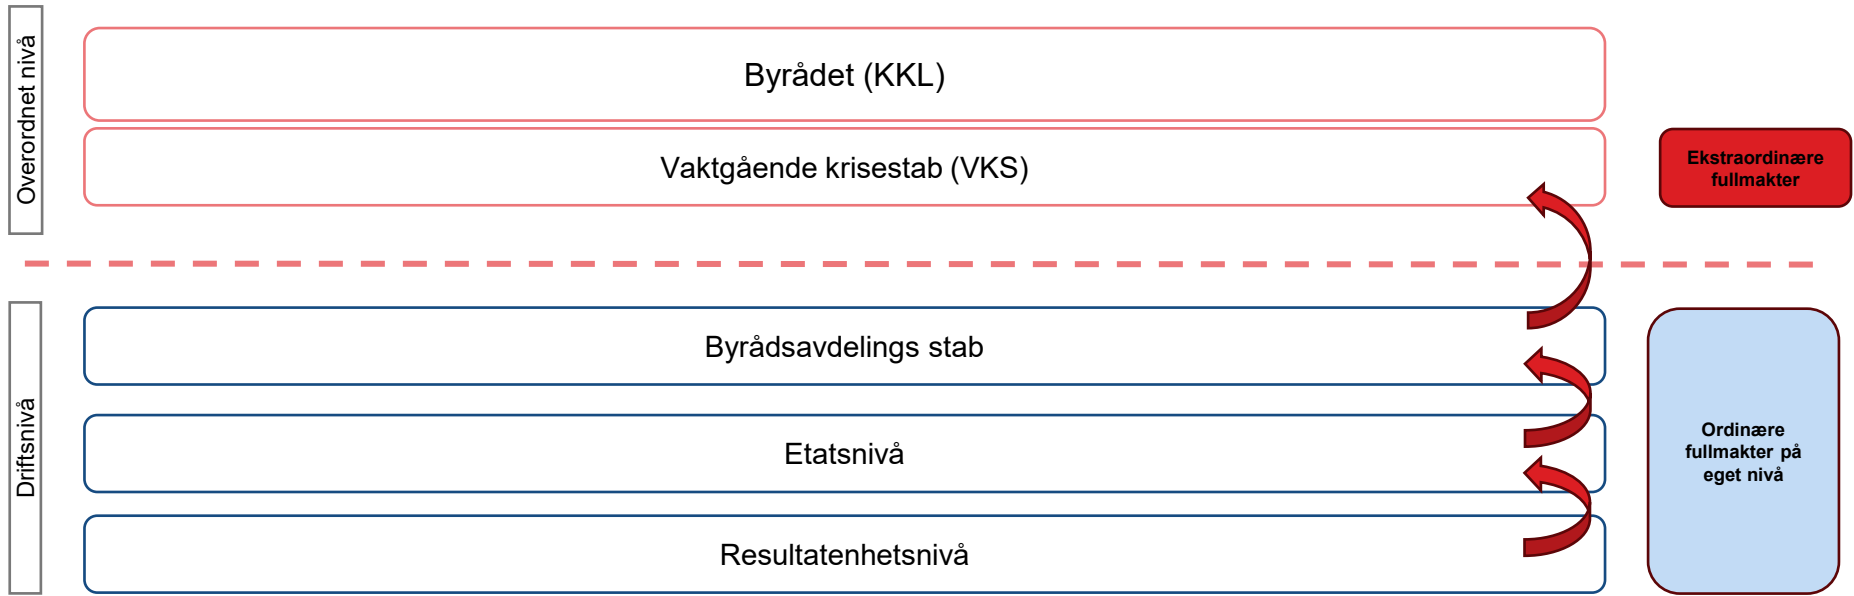 Overordnet nivå
Byrådet (KKL)
Vaktgående krisestab (VKS)
Ekstraordinære
fullmakter
Driftsnivå
Byrådsavdelings stab
Etatsnivå
Resultatenhetsnivå
Ordinære
fullmakter på
eget nivå